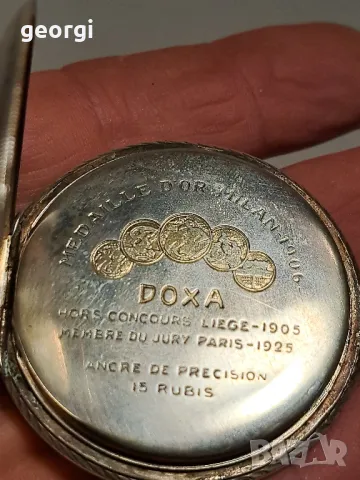 georgi
MEDAILLE D'OR MILAN 1906
DOXA
HORS CONCOURS LIEGE-1905
MEMBRE DU JURY PARIS-1925
ANCRE DE PRECISION
15 RUBIS
BAZAR